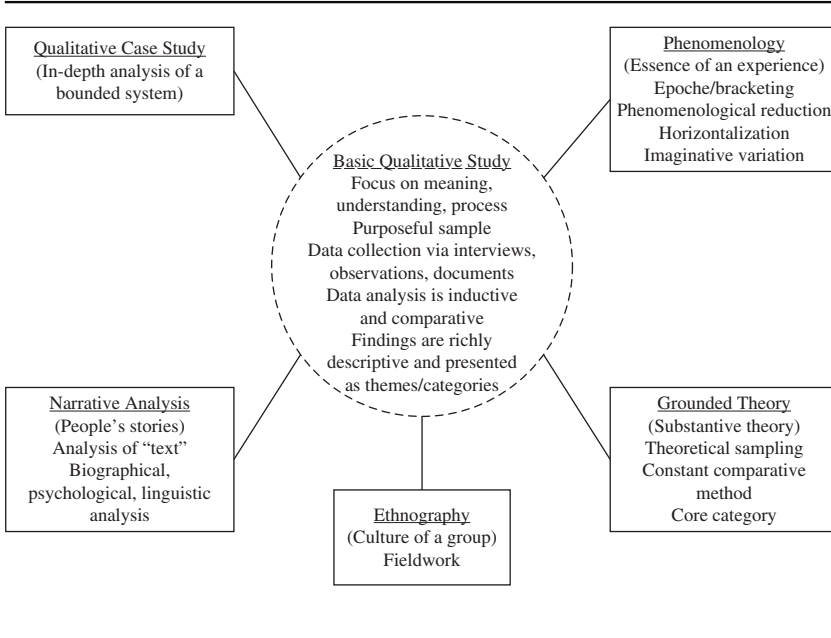 Qualitative Case Study
(In-depth analysis of a
bounded system)
Phenomenology
(Essence of an experience)
Epoche/bracketing
Phenomenological reduction
Horizontalization
Imaginative variation
Basic Qualitative Study
Focus on meaning,
understanding, process
Purposeful sample
Data collection via interviews,
observations, documents
Data analysis is inductive
and comparative
Findings are richly
descriptive and presented
as themes/categories
Narrative Analysis
(People’s stories)
Analysis of “text”
Biographical,
psychological, linguistic
analysis
Ethnography
(Culture of a group)
Fieldwork
Grounded Theory
(Substantive theory)
Theoretical sampling
Constant comparative
method
Core category